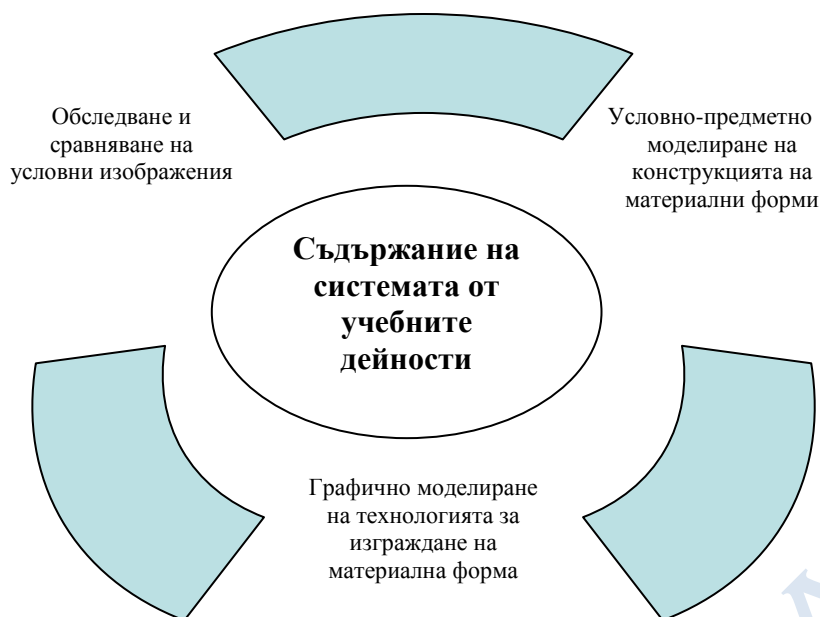 Обследване и
сравняване на
условни изображения
Условно-предметно
моделиране на
конструкцията на
материални форми
Съдържание на
системата от
учебните
дейности
Графично моделиране
на технологията за
изграждане на
материална форма